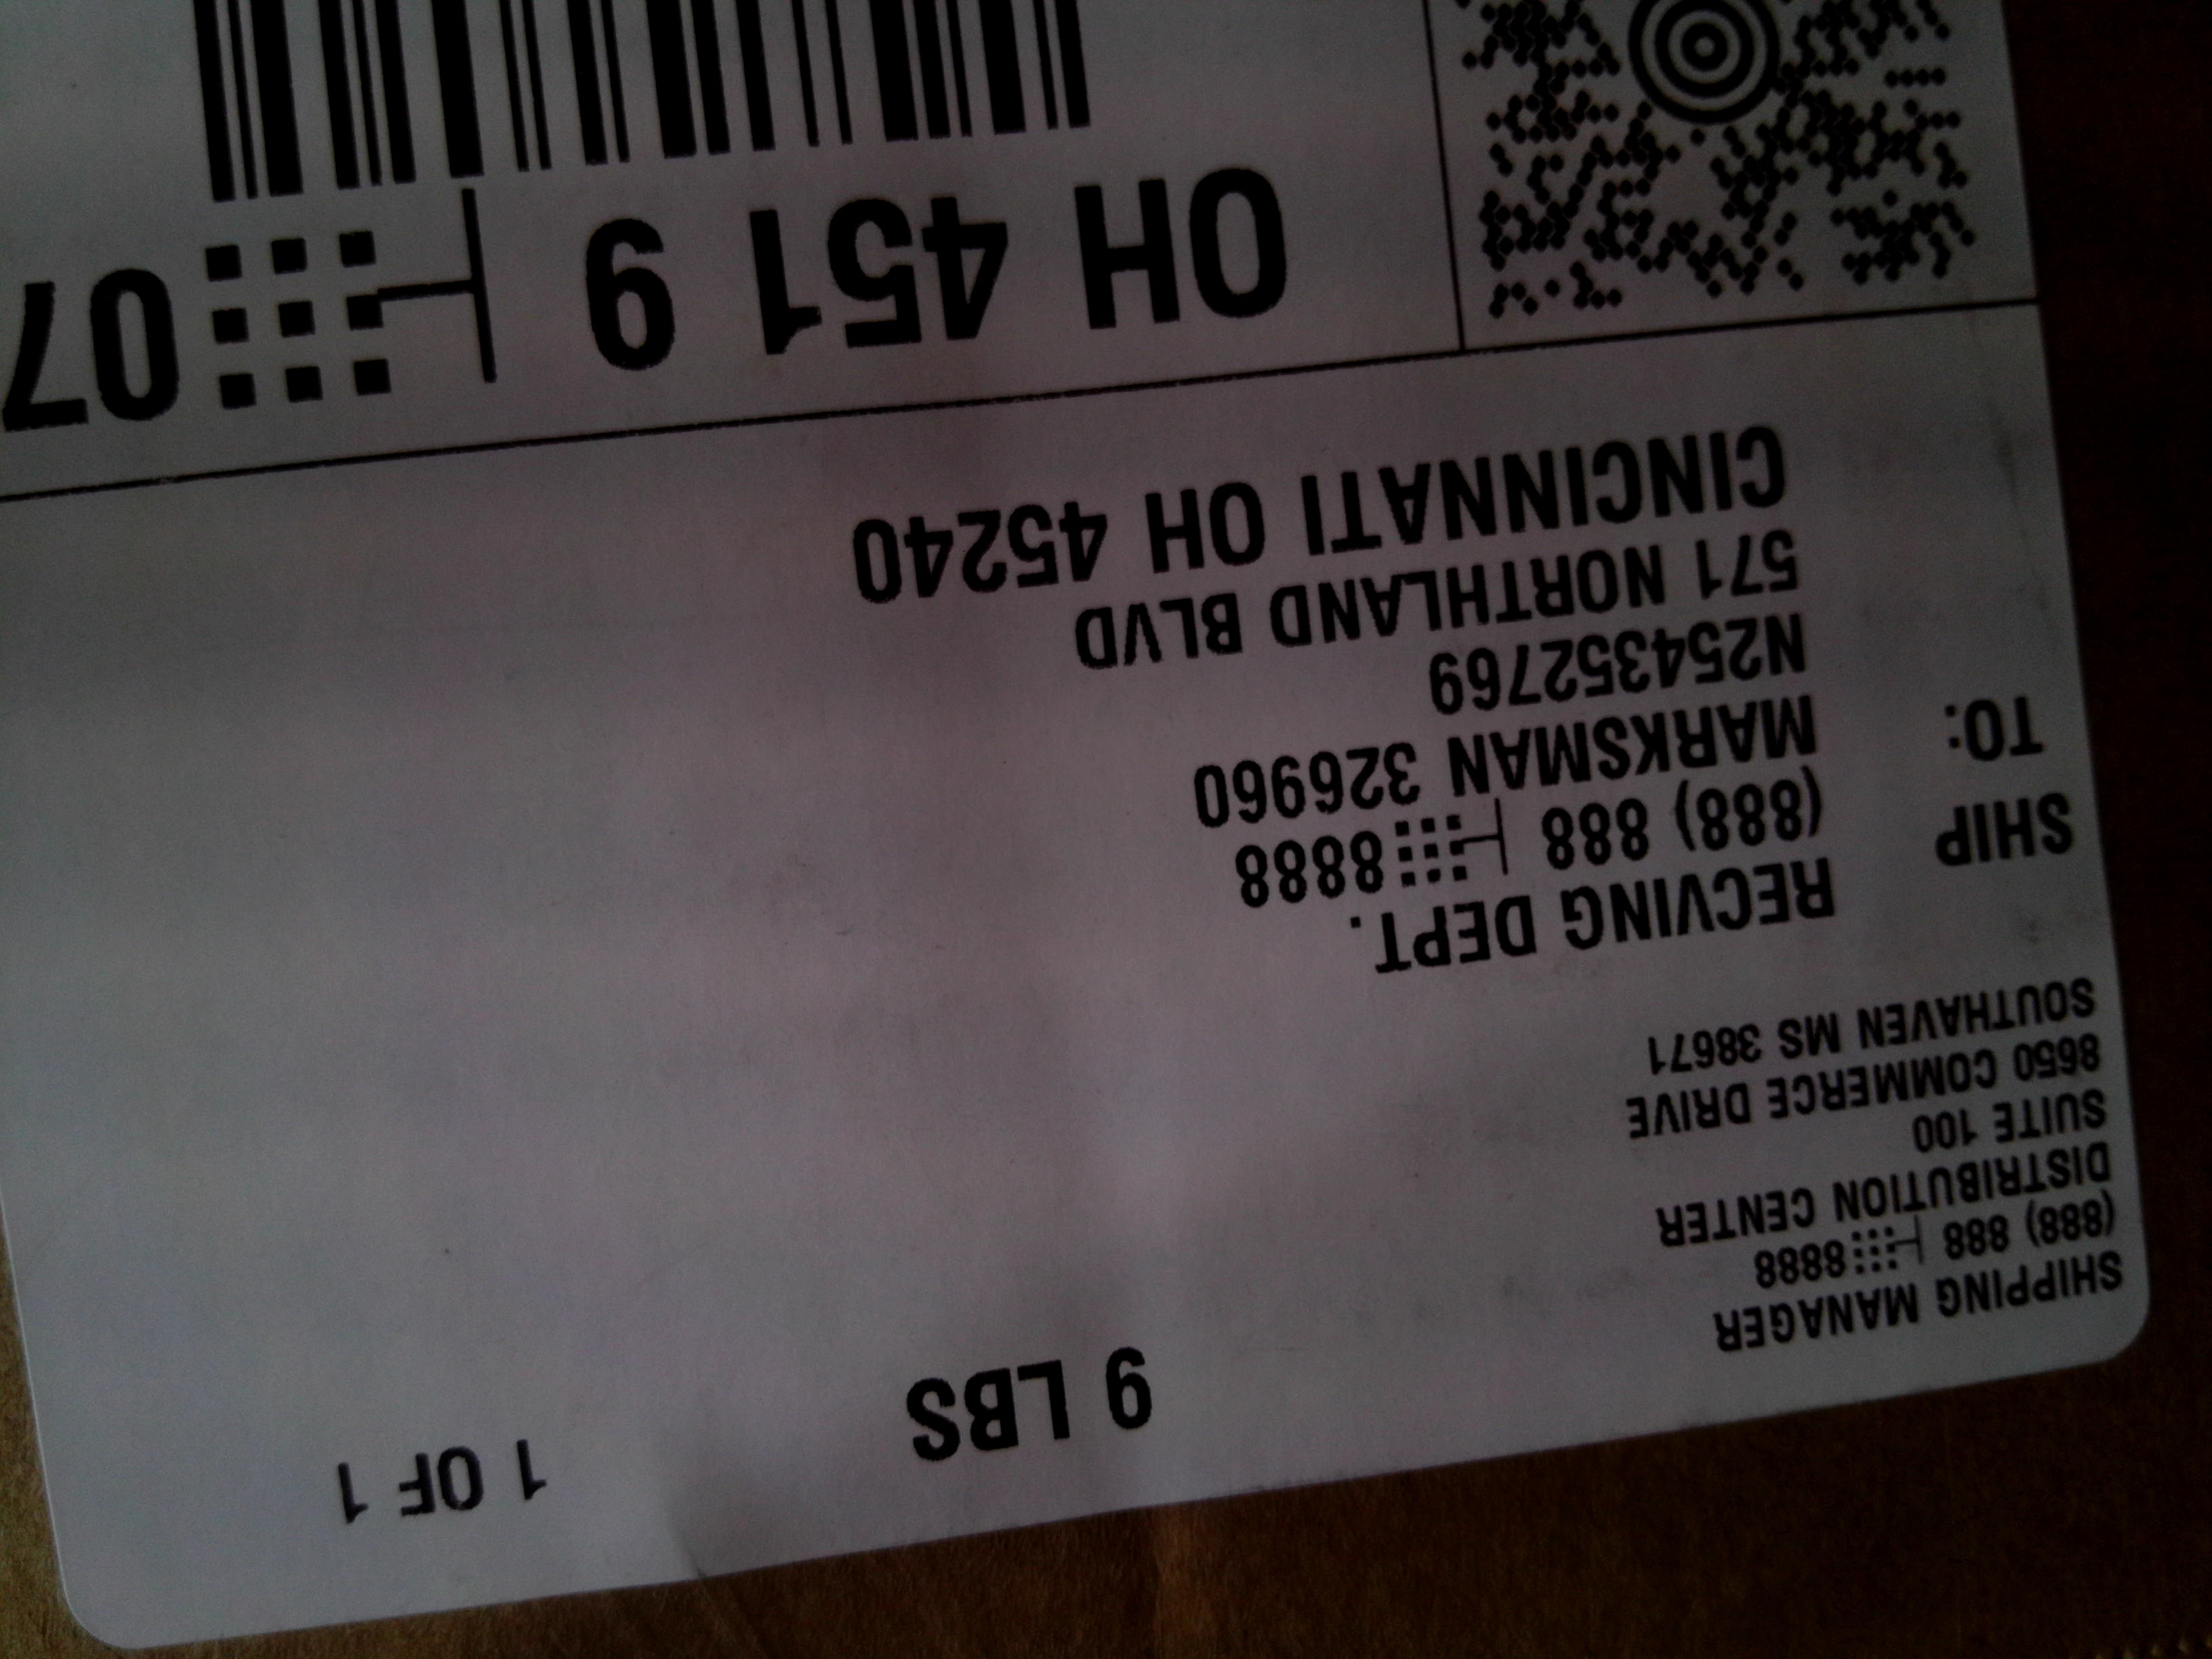 SHIPPING MANAGER
(888) 888 8888
DISTRIBUTION CENTER
SUITE 100
8650 COMMERCE DRIVE
SOUTHAVEN MS 38671
9 LBS
1 OF 1
SHIP
TO:
RECVING DEPT.
(888) 888 8888
MARKSMAN 326960
N254352769
571 NORTHLAND BLVD
CINCINNATI OH 45240
OH 451 9 07